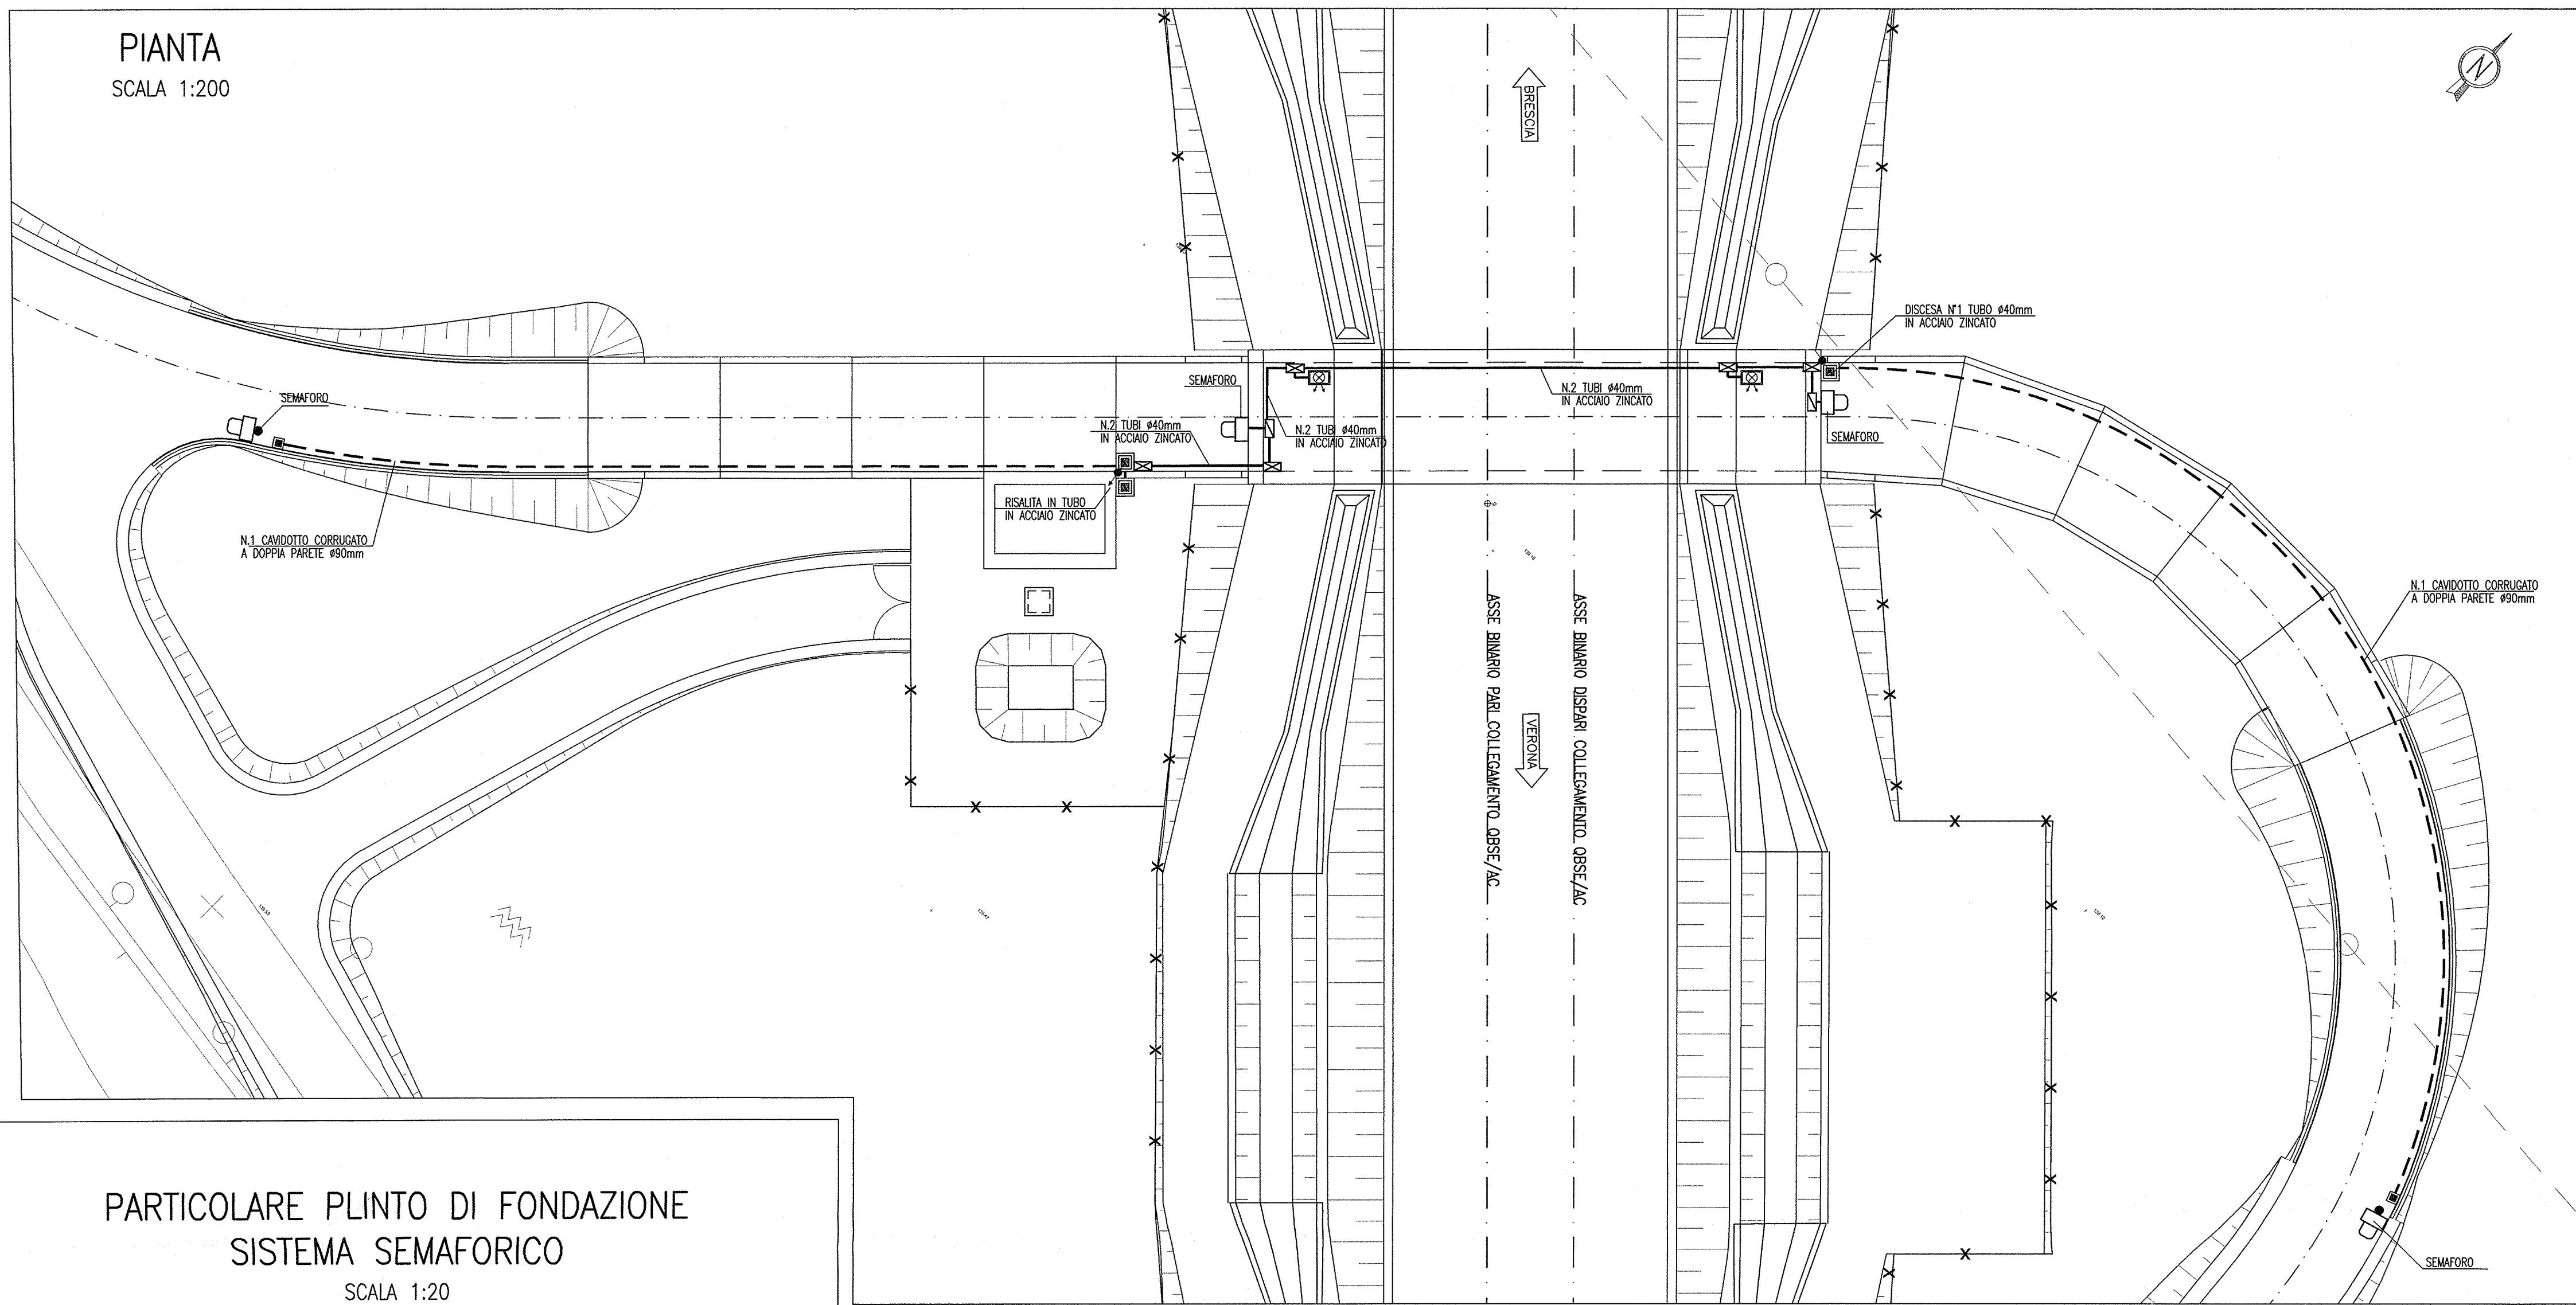 PIANTA
SCALA 1:200
N
BRESCIA
DISCESA N°1 TUBO ø40mm
IN ACCIAIO ZINCATO
SEMAFORO
SEMAFORO
N.2 TUBI ø40mm
IN ACCIAIO ZINCATO
N.2 TUBI ø40mm
IN ACCIAIO ZINCATO
N.2 TUBI ø40mm
IN ACCIAIO ZINCATO
SEMAFORO
RISALITA IN TUBO
IN ACCIAIO ZINCATO
N.1 CAVIDOTTO CORRUGATO
A DOPPIA PARETE ø90mm
N.1 CAVIDOTTO CORRUGATO
A DOPPIA PARETE ø90mm
ASSE BINARIO PARI COLLEGAMENTO QBSE/AC
ASSE BINARIO DISPARI COLLEGAMENTO QBSE/AC
VERONA
SEMAFORO
PARTICOLARE PLINTO DI FONDAZIONE
SISTEMA SEMAFORICO
SCALA 1:20